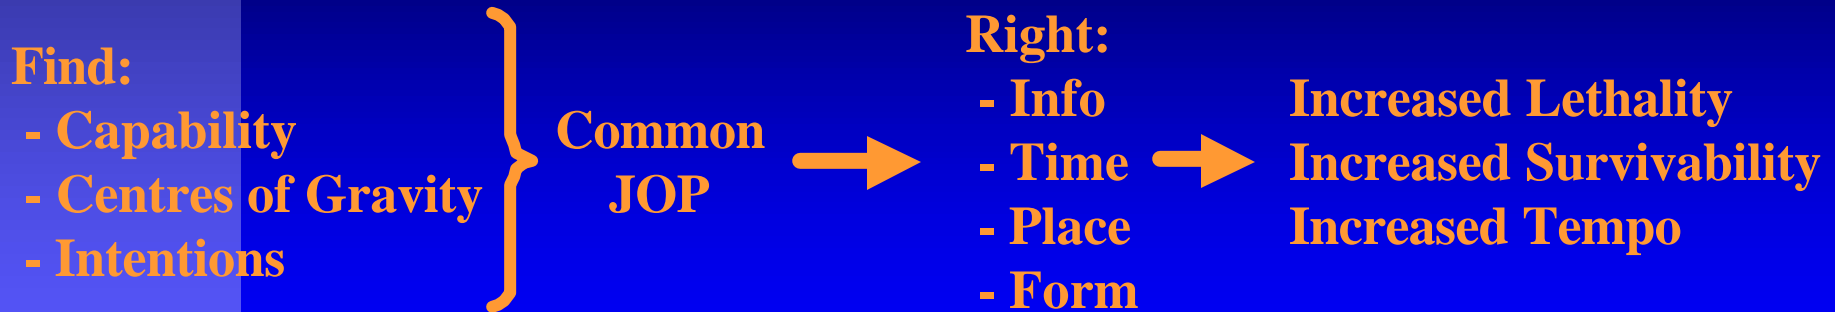 Find:
- Capability
- Centres of Gravity
- Intentions
Common
JOP
Right:
- Info
- Time
- Place
- Form
Increased Lethality
Increased Survivability
Increased Tempo